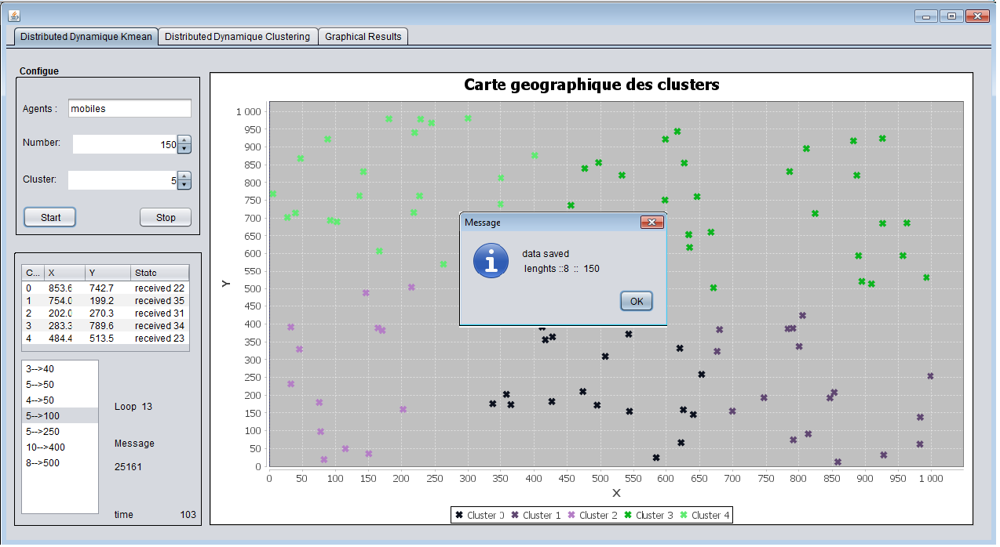 Distributed Dynamique Kmean Distributed Dynamique Clustering Graphical Results
Configue
Agents : mobiles
Number: 150
Cluster: 5
Start Stop
C... X Y State
0 853.6 742.7 received 22
1 754.0 199.2 received 35
2 202.0 270.3 received 31
3 283.3 789.6 received 34
4 484.4 513.5 received 23
3-->40
5-->50
4-->50
5-->100
5-->250
10-->400
8-->500
Loop 13
Message
25161
time 103
Carte geographique des clusters
Y
1 000
950
900
850
800
750
700
650
600
550
500
450
400
350
300
250
200
150
100
50
0
0 50 100 150 200 250 300 350 400 450 500 550 600 650 700 750 800 850 900 950 1 000
X
Cluster 0 Cluster 1 Cluster 2 Cluster 3 Cluster 4
Message
data saved
lenghts ::8 :: 150
OK